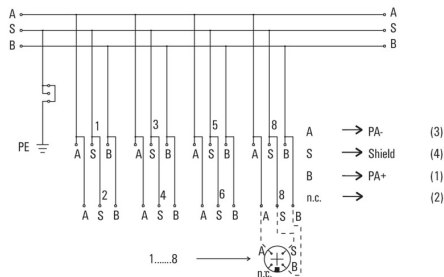 A A
S S
B B
1 3 5 8
PE
A S B A S B A S B A S B
2 4 6 8
A S B A S B A S B A S B
A → PA- (3)
S → Shield (4)
B → PA+ (1)
n.c. → (2)
1.......8 →
A S
B
n.c.